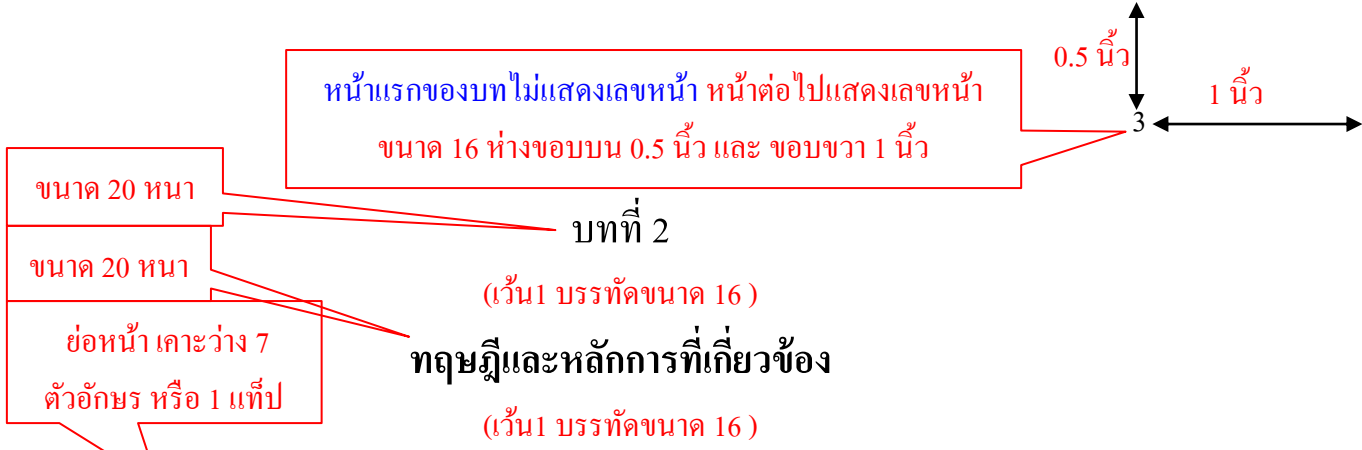 0.5 นิ้ว
หน้าแรกของบทไม่แสดงเลขหน้า หน้าต่อไปแสดงเลขหน้า
ขนาด 16 ห่างขอบบน 0.5 นิ้ว และ ขอบขวา 1 นิ้ว
1 นิ้ว
3
ขนาด 20 หนา
บทที่ 2
ขนาด 20 หนา
(เว้น1 บรรทัดขนาด 16 )
ย่อหน้า เคาะว่าง 7
ตัวอักษร หรือ 1 แท็ป
ทฤษฎีและหลักการที่เกี่ยวข้อง
(เว้น1 บรรทัดขนาด 16 )